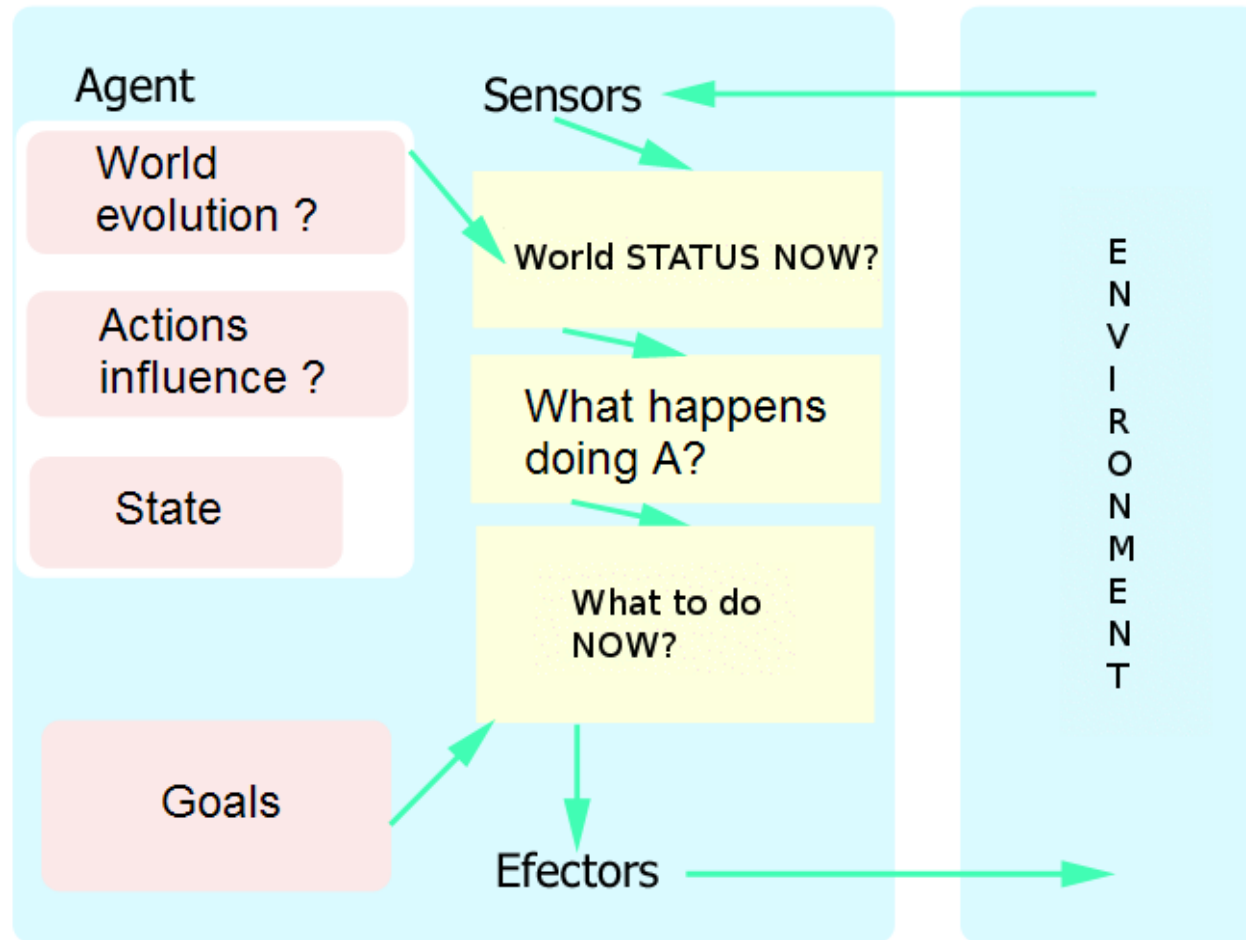 Agent
Sensors
World
evolution ?
World STATUS NOW?
Actions
influence ?
What happens
doing A?
State
What to do
NOW?
Goals
Efectors
E
N
V
I
R
O
N
M
E
N
T